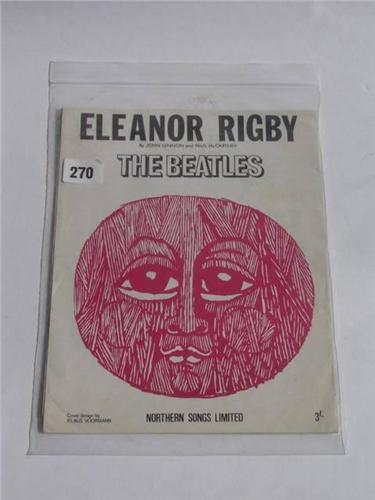 ELEANOR RIGBY
By JOHN LENNON and PAUL McCARTNEY
THE BEATLES
270
Cover design by
KLAUS VOORMANN
NORTHERN SONGS LIMITED
3/-